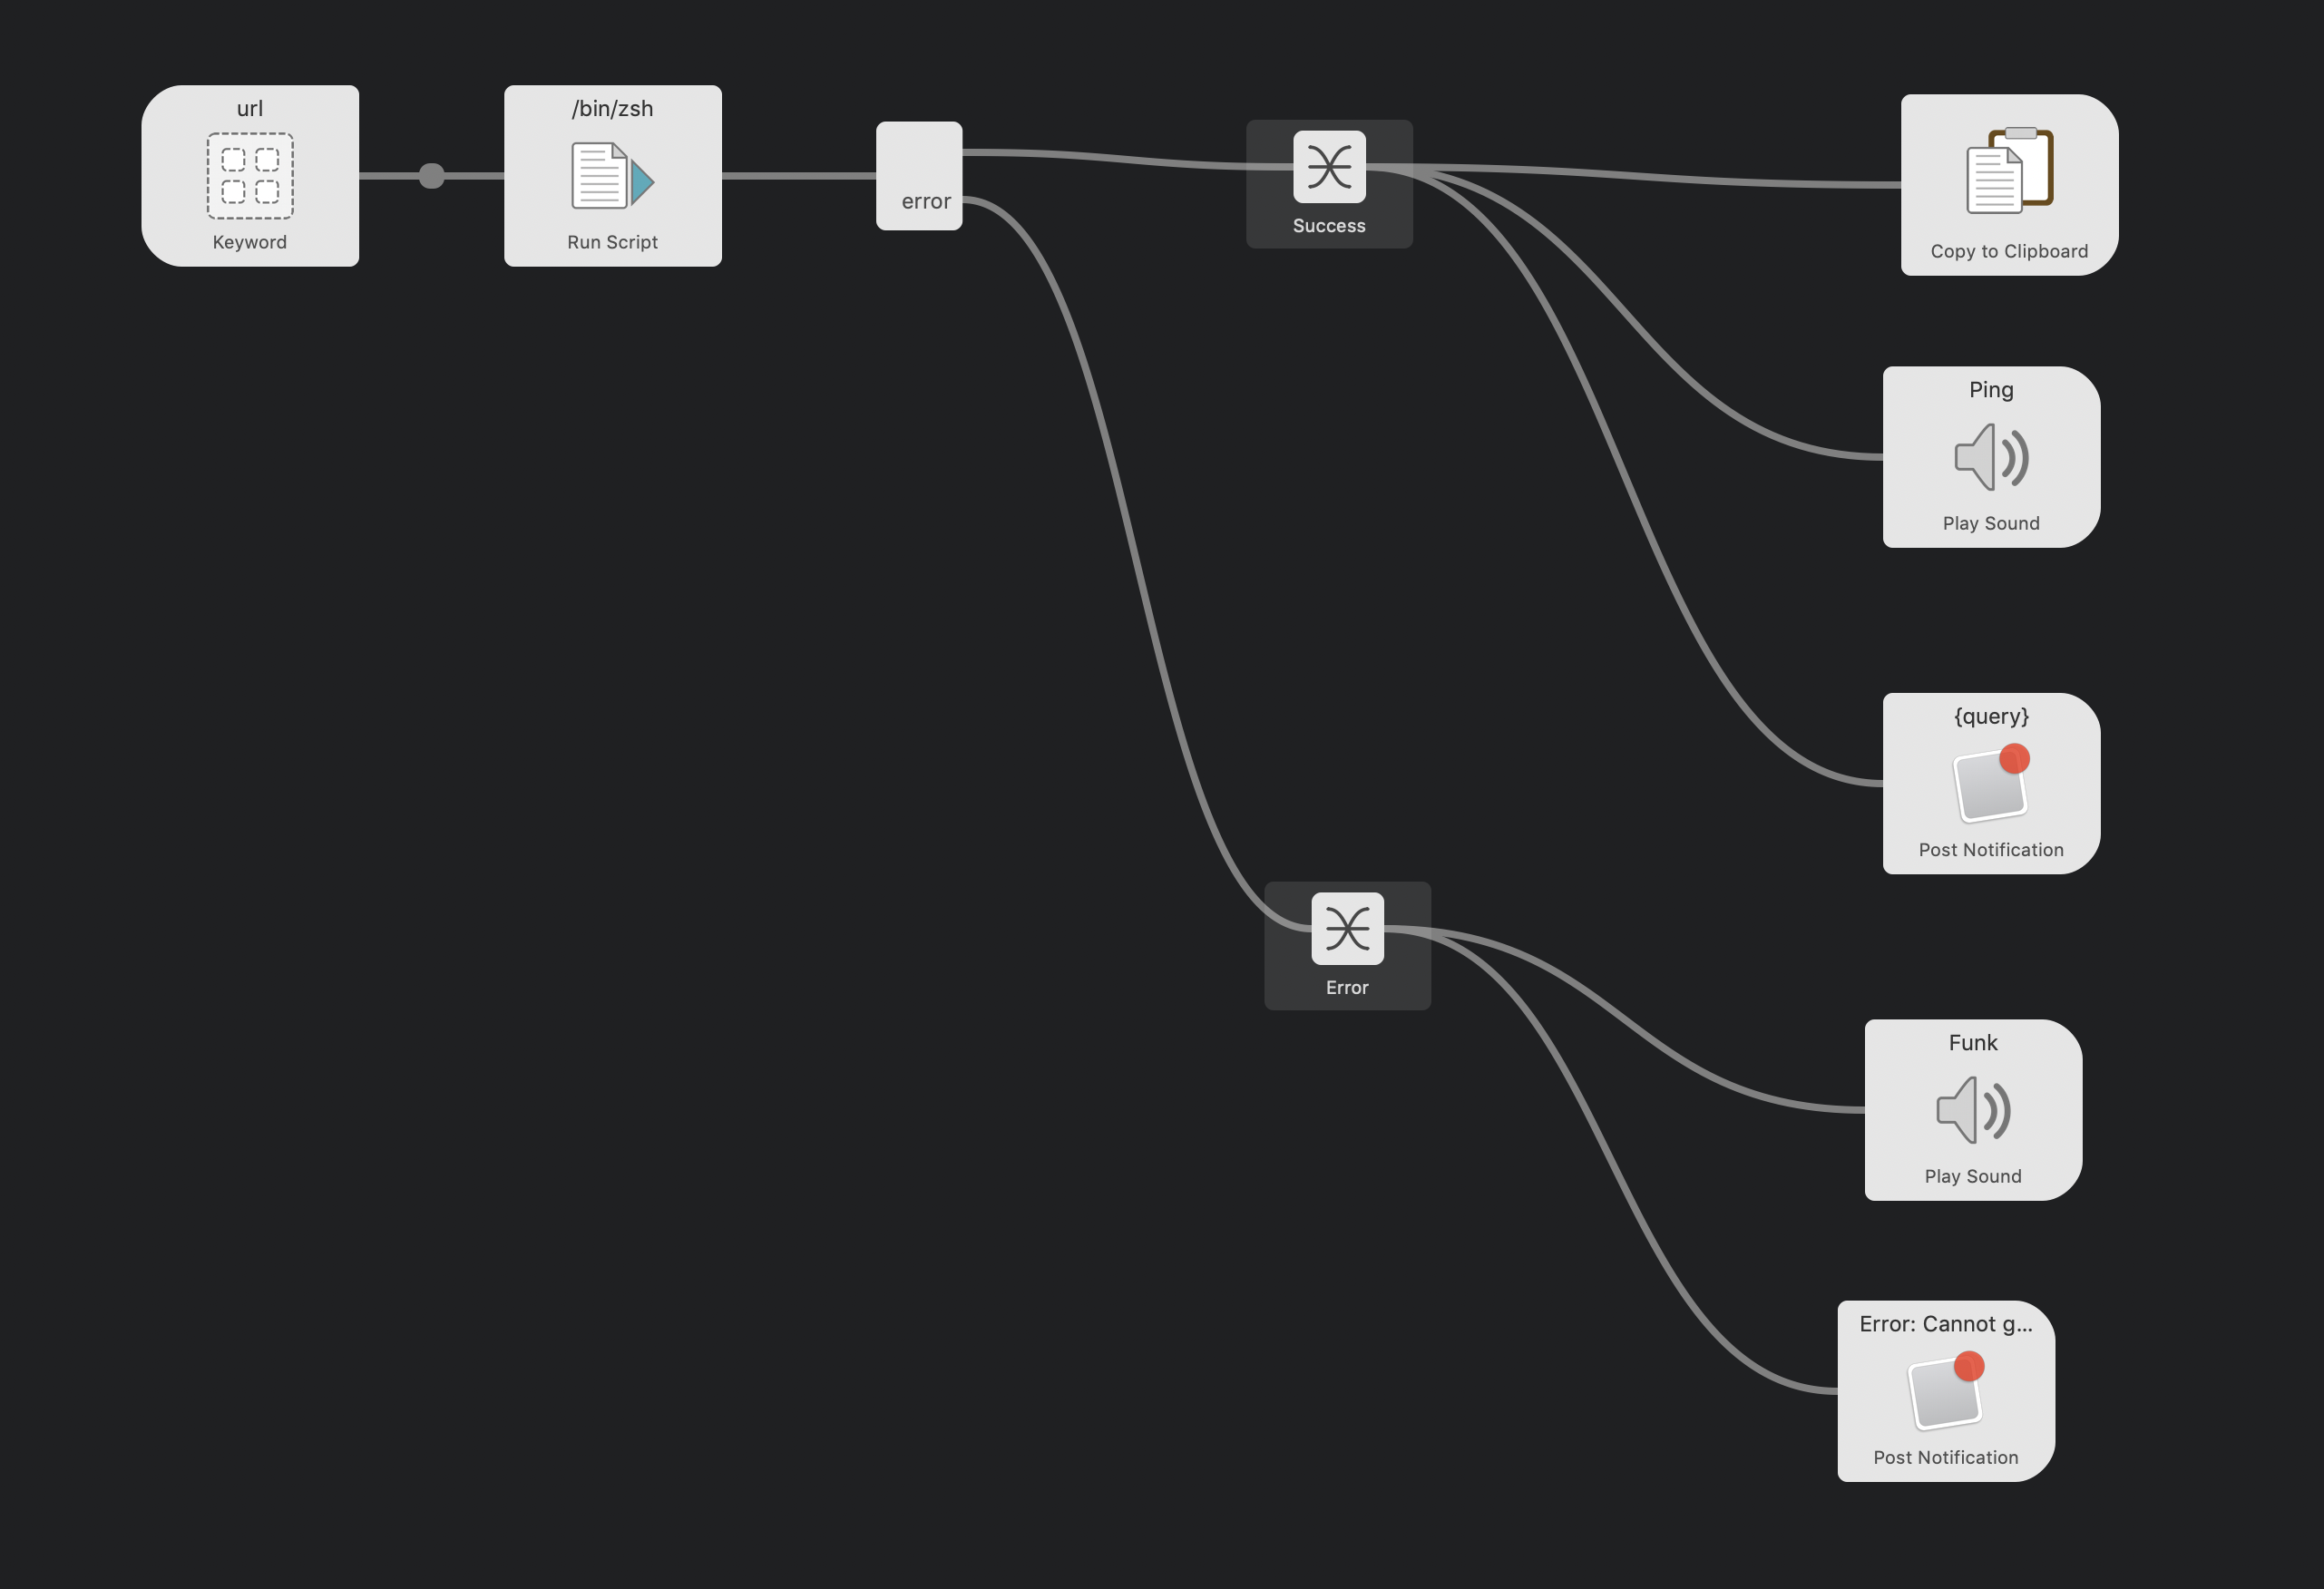 url
Keyword
/bin/zsh
Run Script
error
Success
Copy to Clipboard
Ping
Play Sound
{query}
Post Notification
Error
Funk
Play Sound
Error: Cannot g...
Post Notification